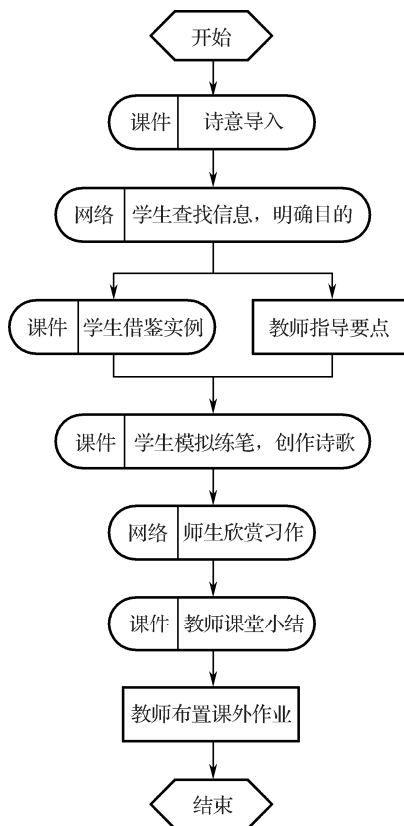 开始
课件 诗意导入
网络 学生查找信息，明确目的
课件 学生借鉴实例 教师指导要点
课件 学生模拟练笔，创作诗歌
网络 师生欣赏习作
课件 教师课堂小结
教师布置课外作业
结束